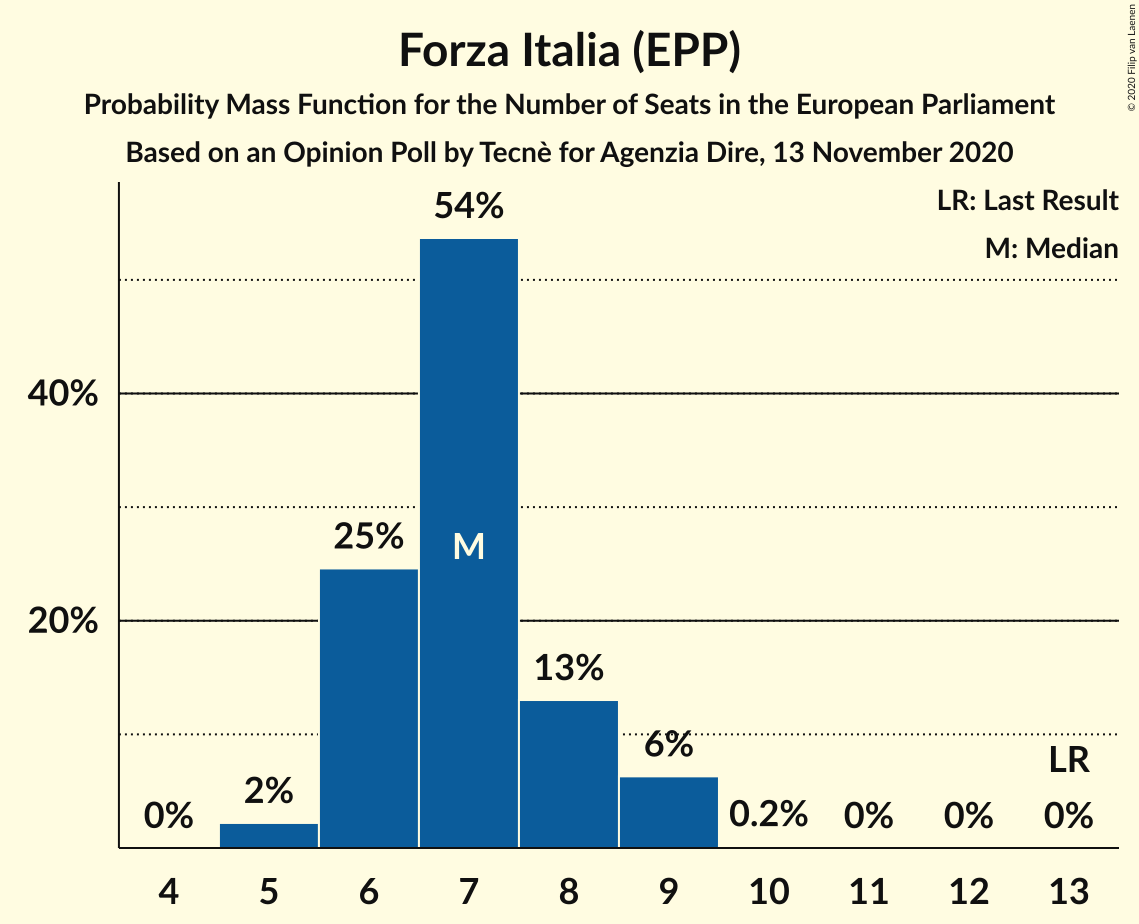 © 2020 Filip van Laenen
Forza Italia (EPP)
Probability Mass Function for the Number of Seats in the European Parliament
Based on an Opinion Poll by Tecnè for Agenzia Dire, 13 November 2020
LR: Last Result
M: Median
54%
40%
25%
M
20%
13%
6%
LR
2%
0%
0.2%
0%
0%
0%
4 5 6 7 8 9 10 11 12 13